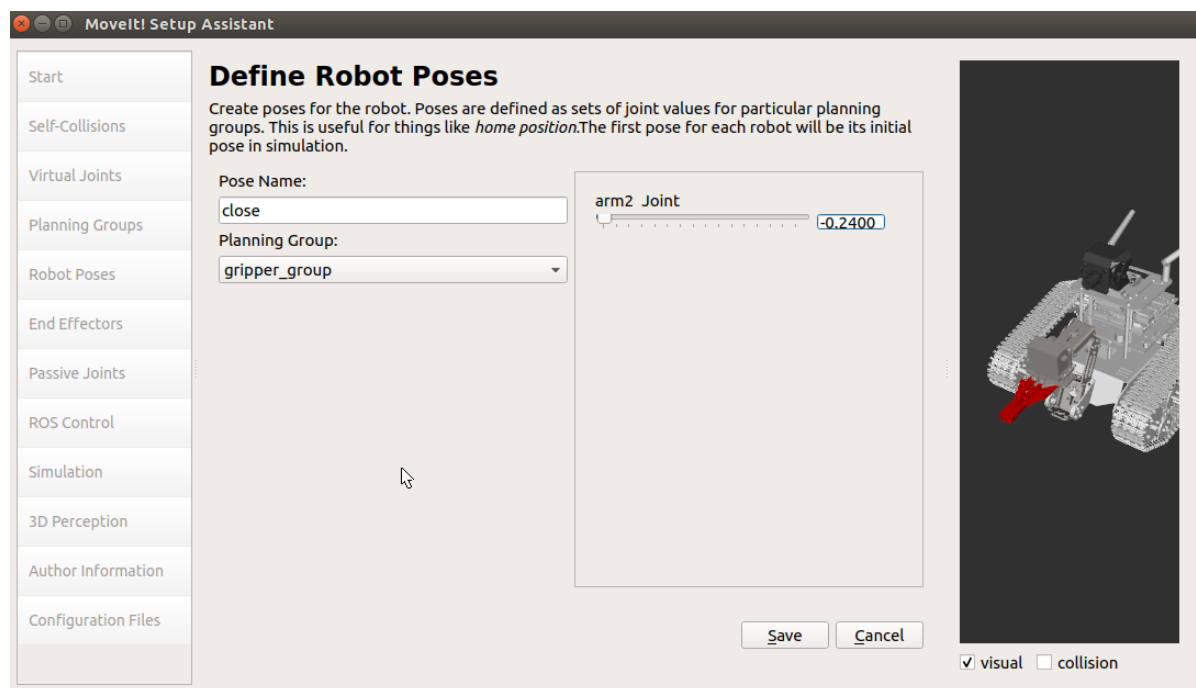 MoveIt! Setup Assistant
Start
Self-Collisions
Virtual Joints
Planning Groups
Robot Poses
End Effectors
Passive Joints
ROS Control
Simulation
3D Perception
Author Information
Configuration Files
Define Robot Poses
Create poses for the robot. Poses are defined as sets of joint values for particular planning
groups. This is useful for things like home position.The first pose for each robot will be its initial
pose in simulation.
Pose Name:
close
Planning Group:
gripper_group
arm2 Joint
-0.2400
Save
Cancel
visual
collision